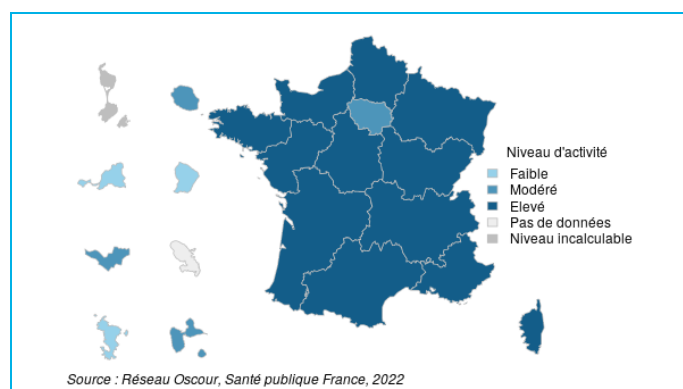 Niveau d'activité
Faible
Modéré
Elevé
Pas de données
Niveau incalculable
Source : Réseau Oscour, Santé publique France, 2022